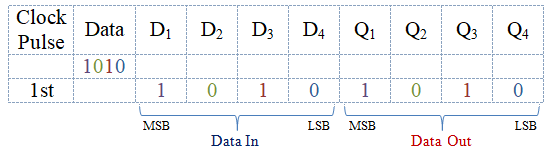 Clock Pulse Data D1 D2 D3 D4 Q1 Q2 Q3 Q4
1010
1st 1 0 1 0 1 0 1 0
MSB LSB MSB LSB
Data In Data Out